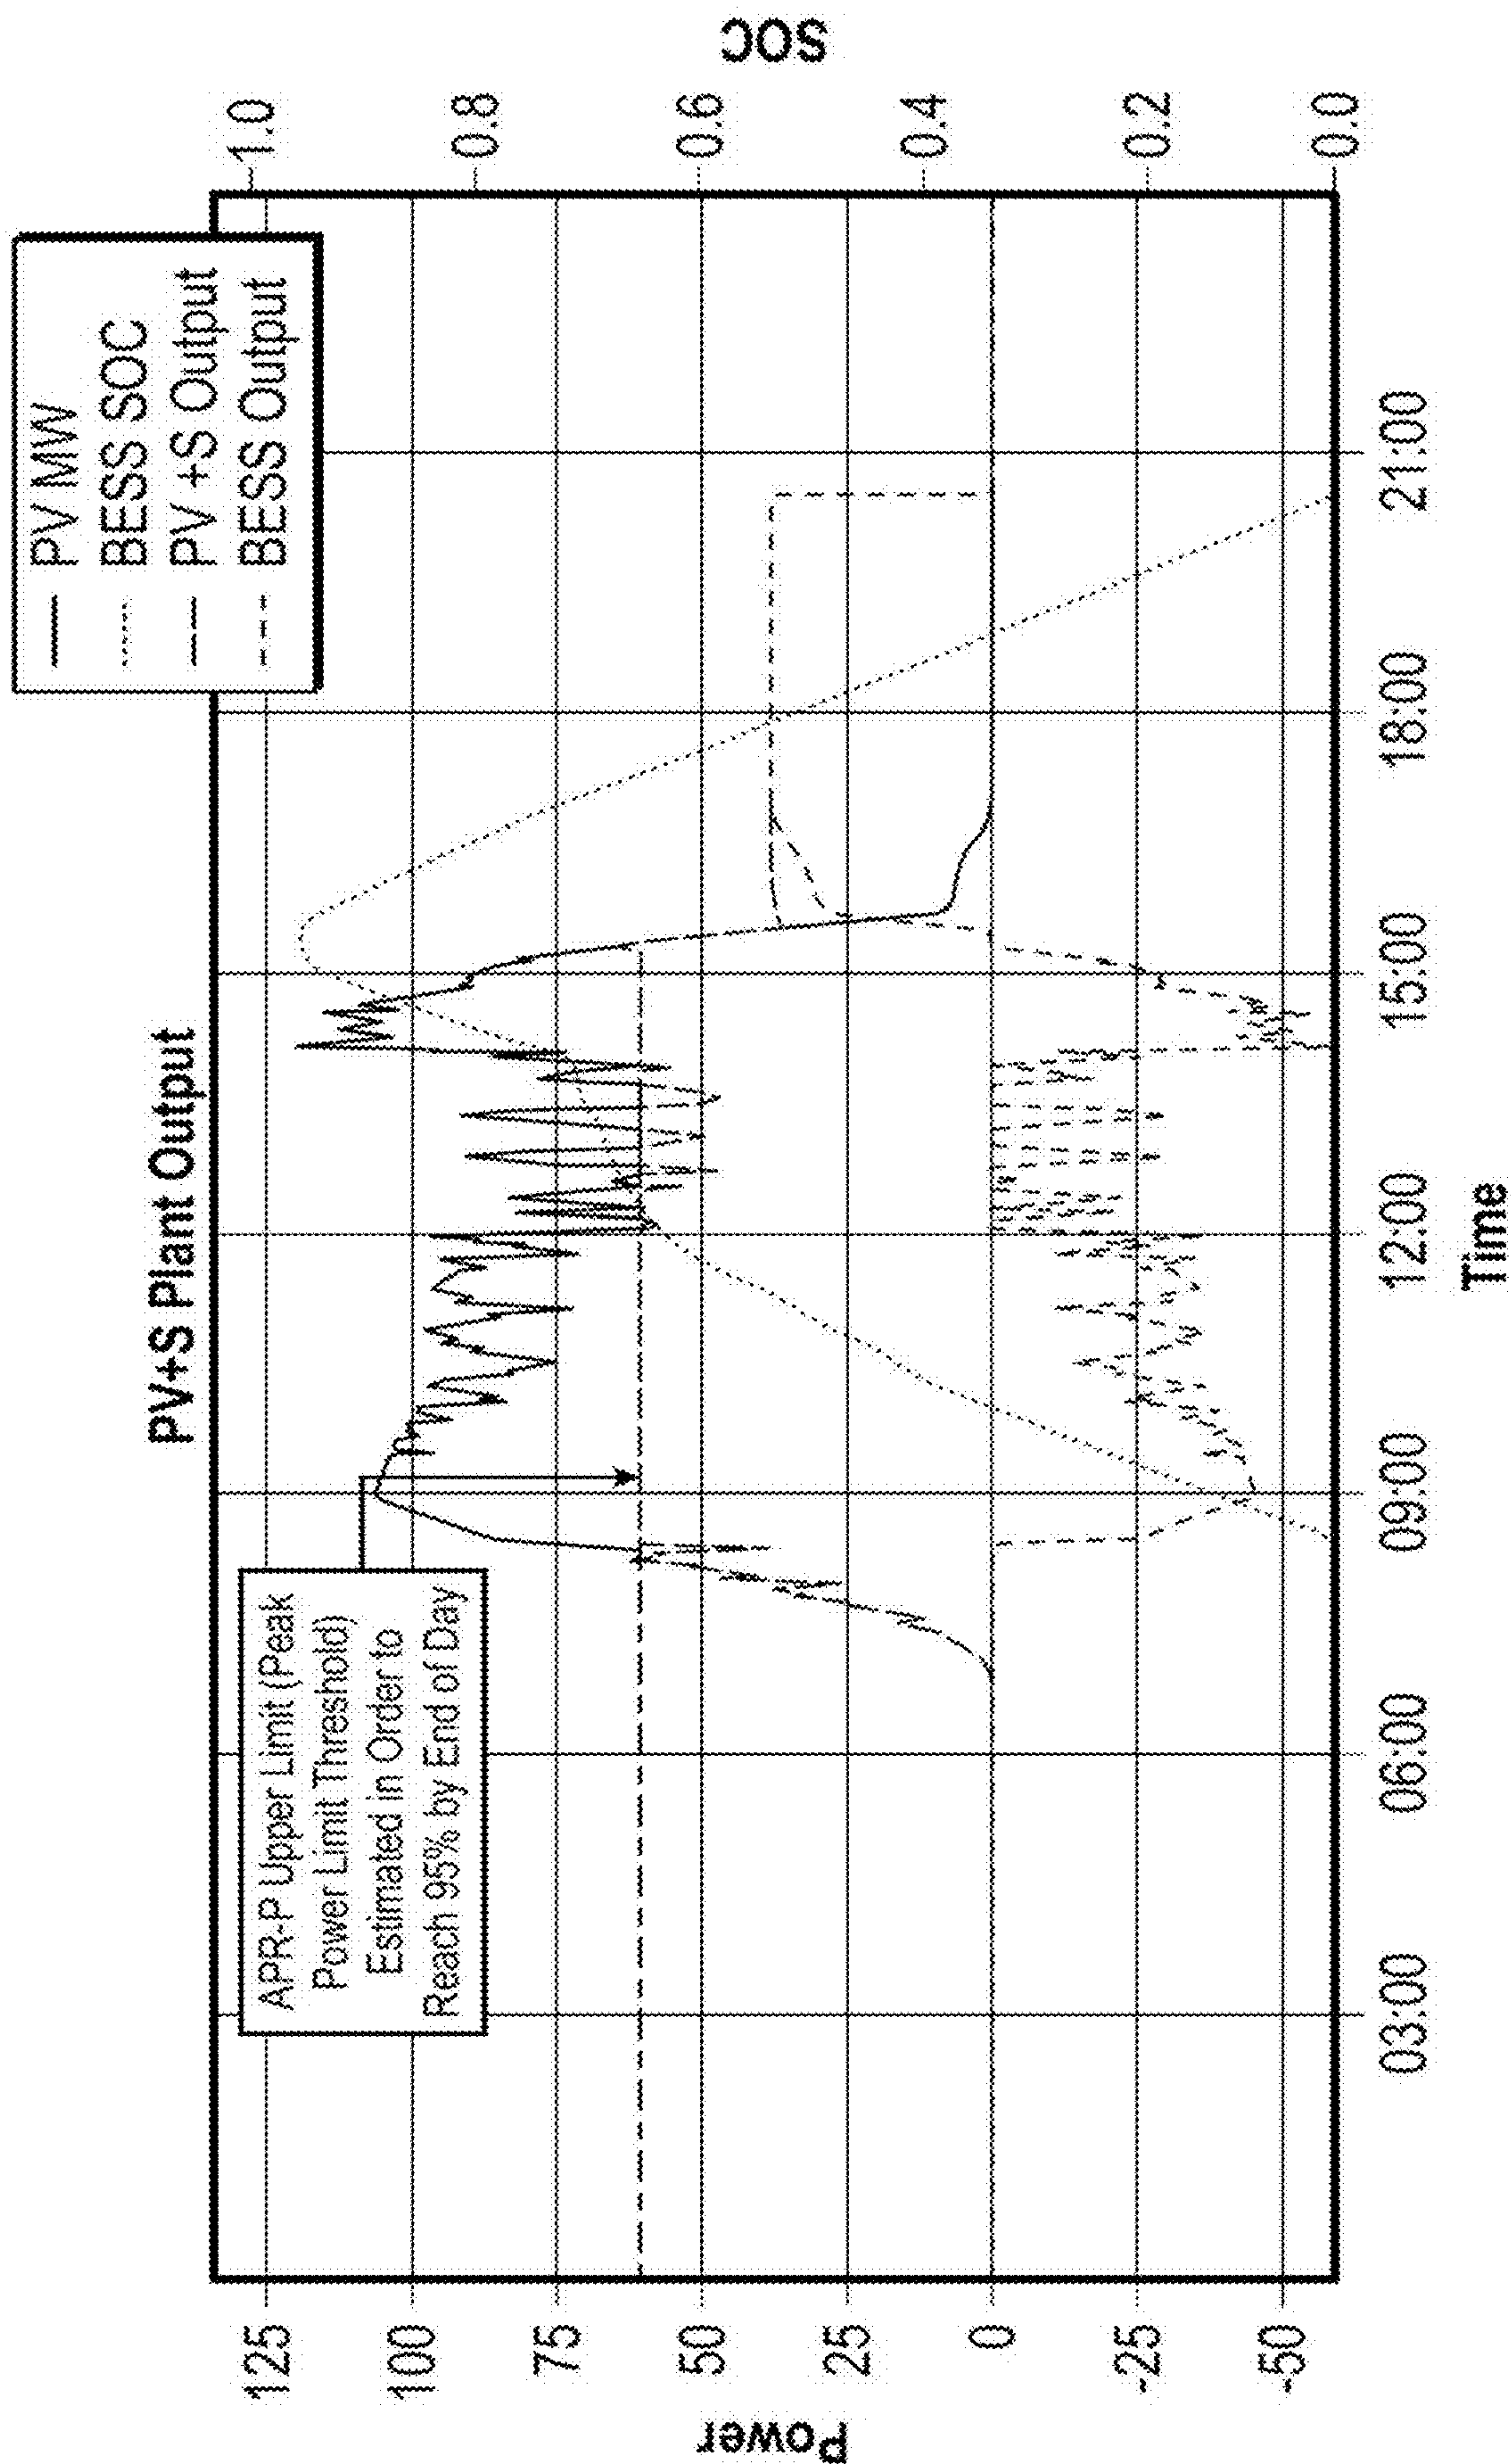 PV+S Plant Output
PV MW
BESS SOC
PV +S Output
BESS Output
APR-P Upper Limit (Peak
Power Limit Threshold)
Estimated in Order to
Reach 95% by End of Day
Power
125
100
75
50
25
0
-25
-50
SOC
1.0
0.8
0.6
0.4
0.2
0.0
03:00
06:00
09:00
12:00
15:00
18:00
21:00
Time